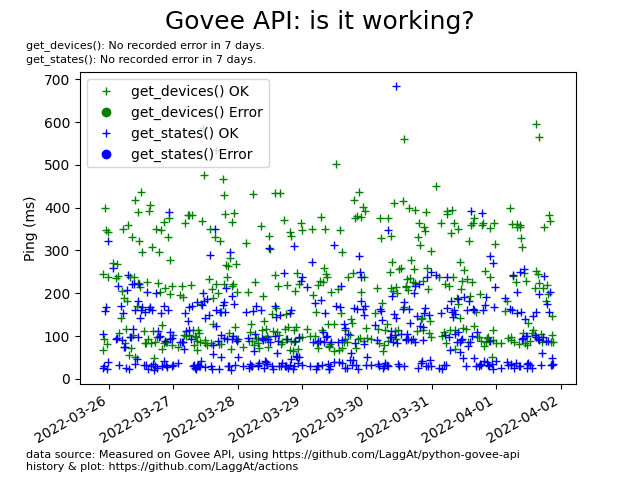 Govee API: is it working?
get_devices(): No recorded error in 7 days.
get_states(): No recorded error in 7 days.
get_devices() OK
get_devices() Error
get_states() OK
get_states() Error
Ping (ms)
700
600
500
400
300
200
100
0
2022-03-26
2022-03-27
2022-03-28
2022-03-29
2022-03-30
2022-03-31
2022-04-01
2022-04-02
data source: Measured on Govee API, using https://github.com/LaggAt/python-govee-api
history & plot: https://github.com/LaggAt/actions